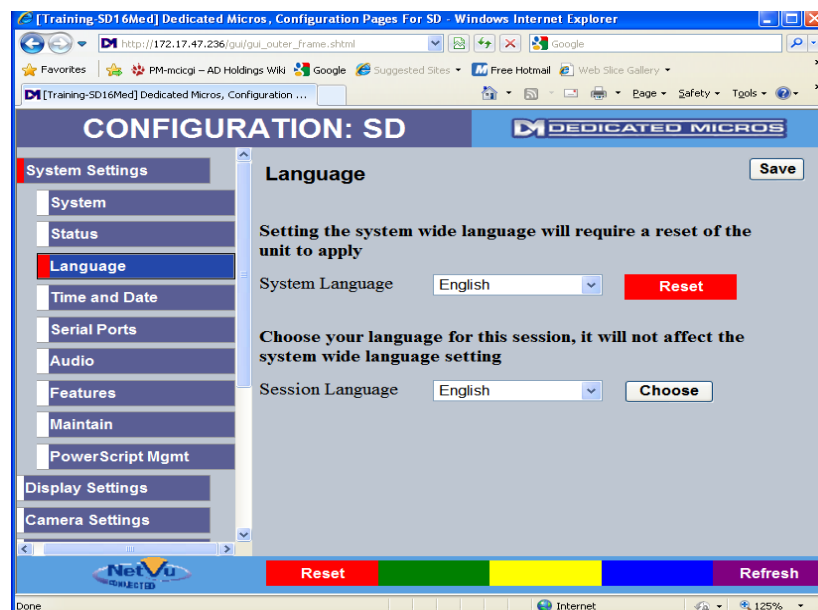 [Training-SD16Med] Dedicated Micros, Configuration Pages For SD - Windows Internet Explorer
http://172.17.47.236/gui/gui_outer_frame.shtml
Google
Favorites
PM-mcicgi – AD Holdings Wiki
Google
Suggested Sites
Free Hotmail
Web Slice Gallery
[Training-SD16Med] Dedicated Micros, Configuration ...
Page
Safety
Tools
CONFIGURATION: SD
DEDICATED MICROS
System Settings
System
Status
Language
Time and Date
Serial Ports
Audio
Features
Maintain
PowerScript Mgmt
Display Settings
Camera Settings
Language
Save
Setting the system wide language will require a reset of the
unit to apply
System Language
English
Reset
Choose your language for this session, it will not affect the
system wide language setting
Session Language
English
Choose
NetVu
CONNECTED
Reset
Refresh
Done
Internet
125%